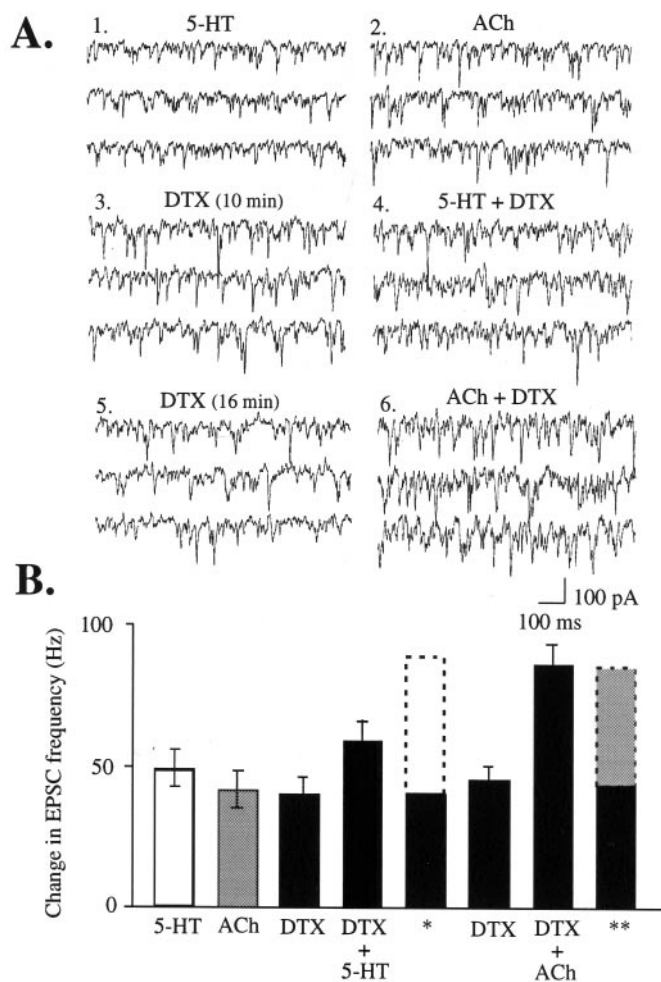 A.
1. 5-HT
2. ACh
3. DTX (10 min)
4. 5-HT + DTX
5. DTX (16 min)
6. ACh + DTX
100 pA
100 ms
B.
Change in EPSC frequency (Hz)
100
50
0
5-HT
ACh
DTX
DTX
+
5-HT
*
DTX
DTX
+
ACh
**